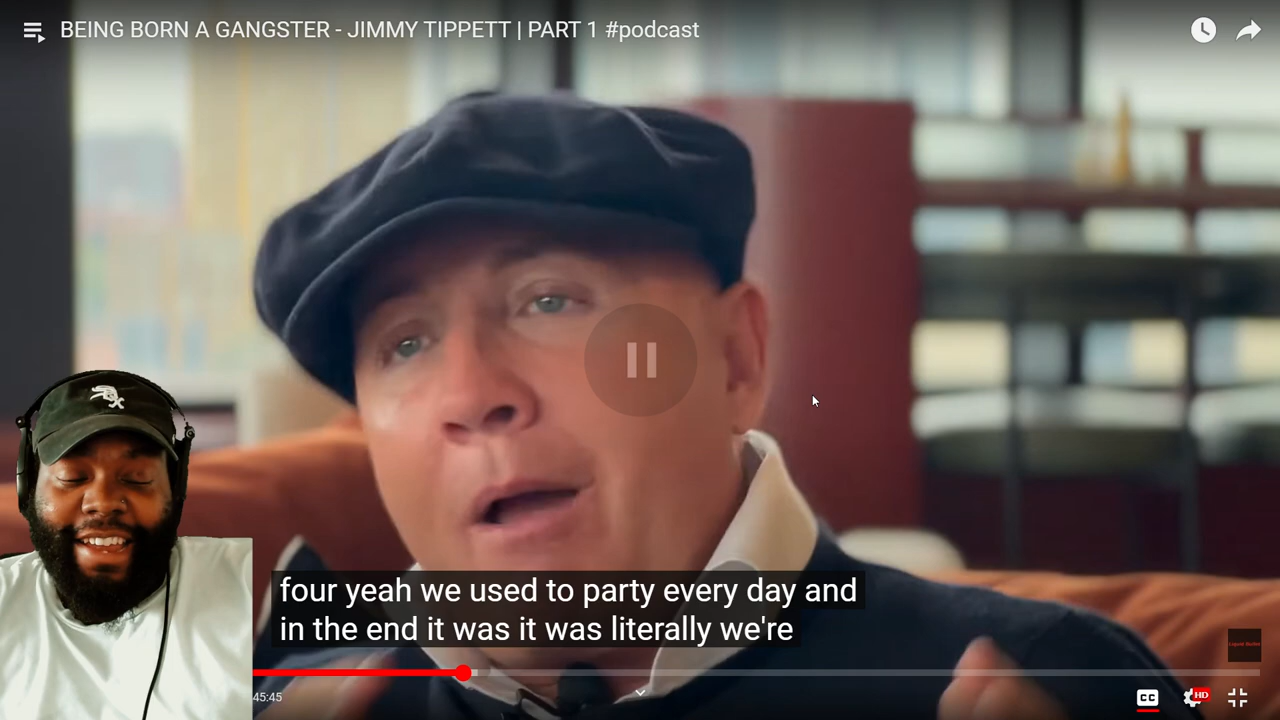 BEING BORN A GANGSTER - JIMMY TIPPETT | PART 1 #podcast
four yeah we used to party every day and
in the end it was it was literally we're
45:45
CC
HD